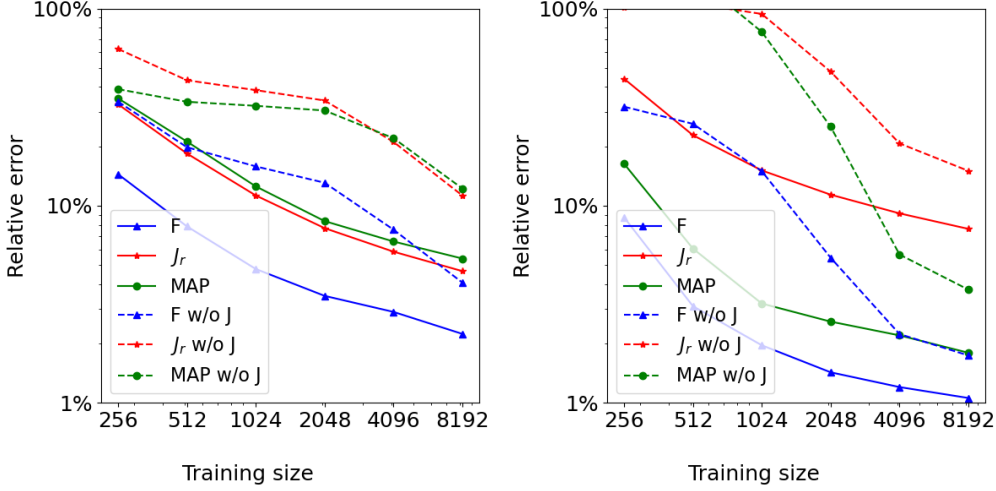 100%
10%
1%
Relative error
F
J_r
MAP
F w/o J
J_r w/o J
MAP w/o J
256 512 1024 2048 4096 8192
Training size
100%
10%
1%
Relative error
F
J_r
MAP
F w/o J
J_r w/o J
MAP w/o J
256 512 1024 2048 4096 8192
Training size